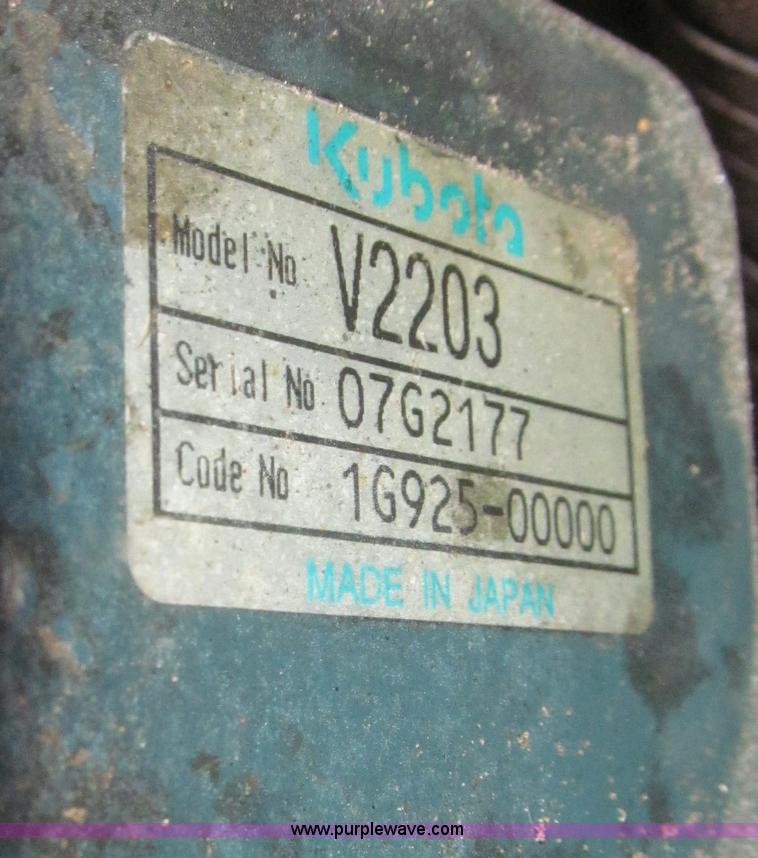 Kubota
Model No V2203
Serial No 07G2177
Code No 1G925-00000
MADE IN JAPAN
www.purplewave.com